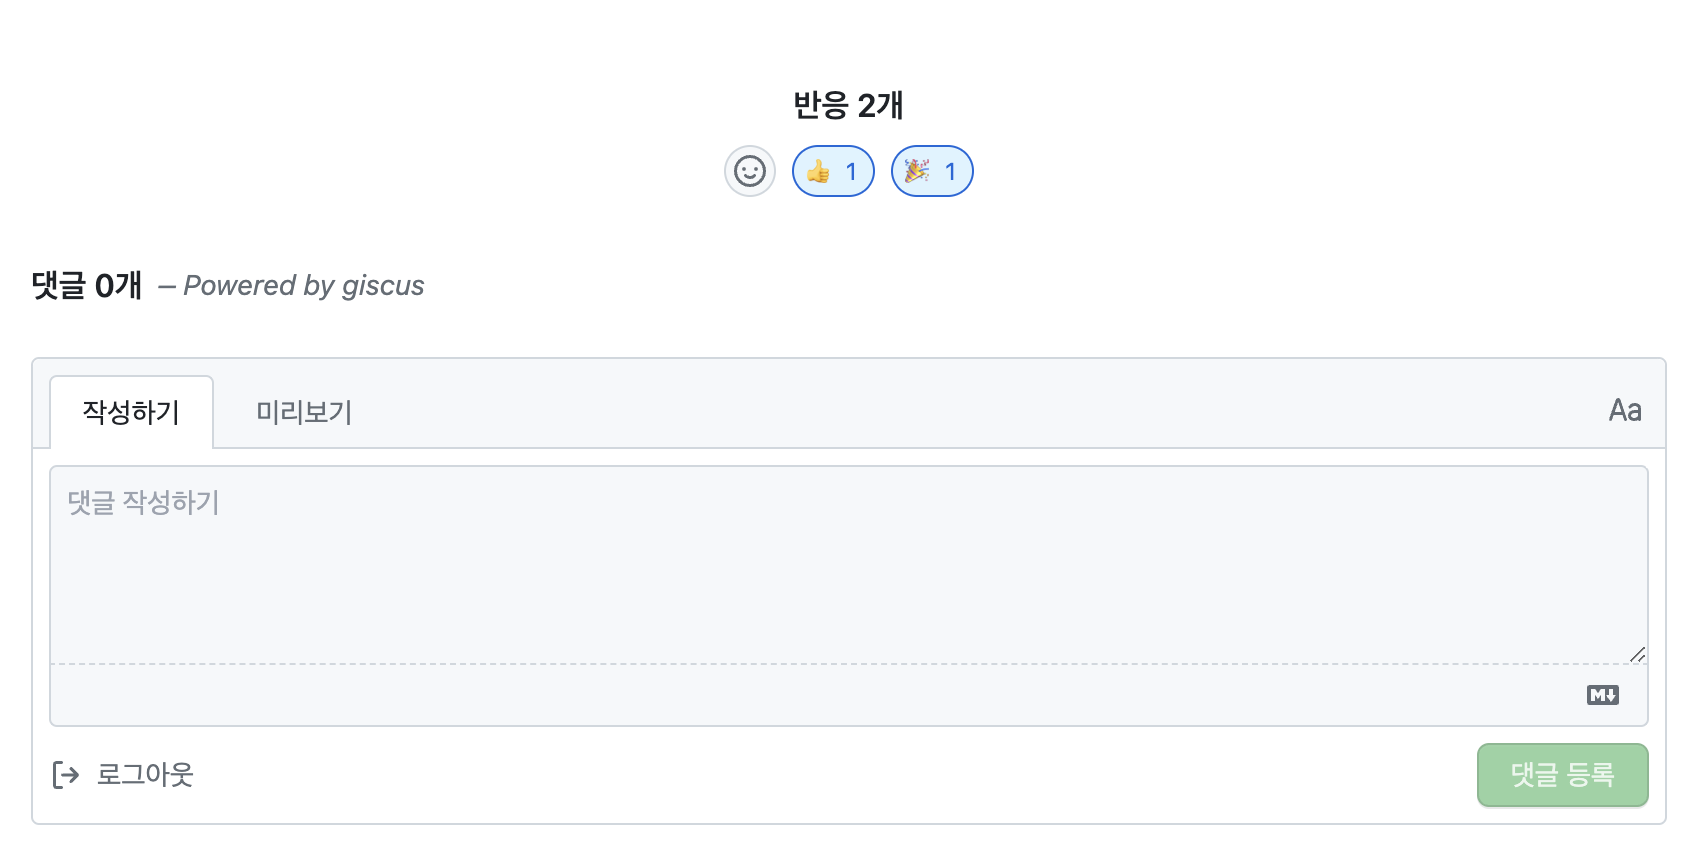 반응 2개
👍 1 🎉 1
댓글 0개 – Powered by giscus
작성하기 미리보기 Aa
댓글 작성하기
M↓
로그아웃 댓글 등록